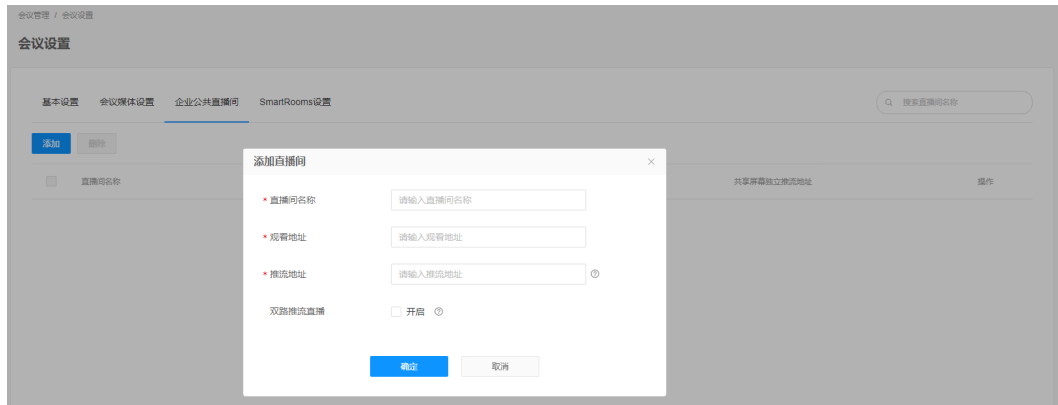 会议管理 / 会议设置
会议设置
基本设置 会议媒体设置 企业公共直播间 SmartRooms设置 搜索直播间名称
添加 删除
添加直播间
直播间名称 共享屏幕独立推流地址 操作
* 直播间名称 请输入直播间名称
* 观看地址 请输入观看地址
* 推流地址 请输入推流地址
双路推流直播 开启
确定 取消